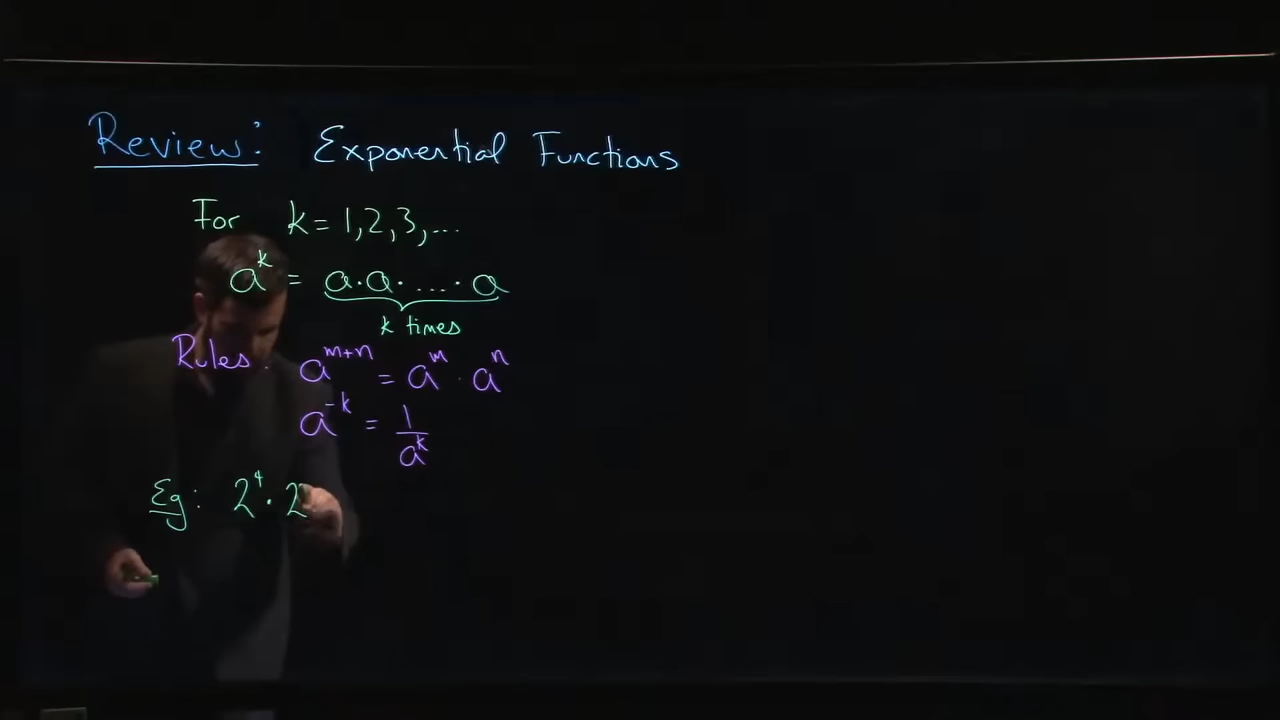 Review: Exponential Functions
For k = 1,2,3,...
a^k = a·a·....·a
k times
Rules: a^{m+n} = a^m · a^n
a^{-k} = 1/a^k
Eg: 2^4 · 2